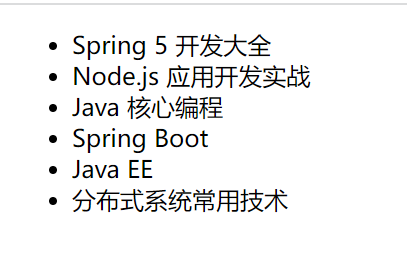 Spring 5 开发大全
Node.js 应用开发实战
Java 核心编程
Spring Boot
Java EE
分布式系统常用技术